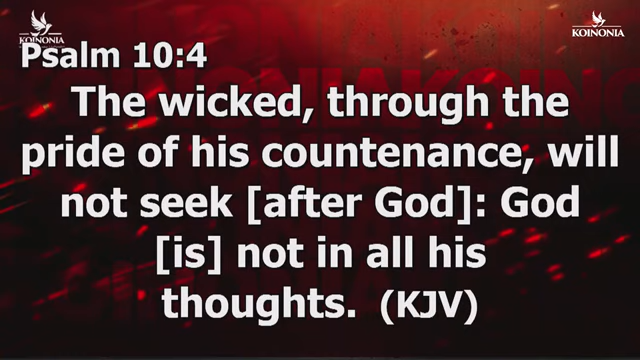 KOINONIA
KOINONIA
Psalm 10:4
The wicked, through the
pride of his countenance, will
not seek [after God]: God
[is] not in all his
thoughts. (KJV)